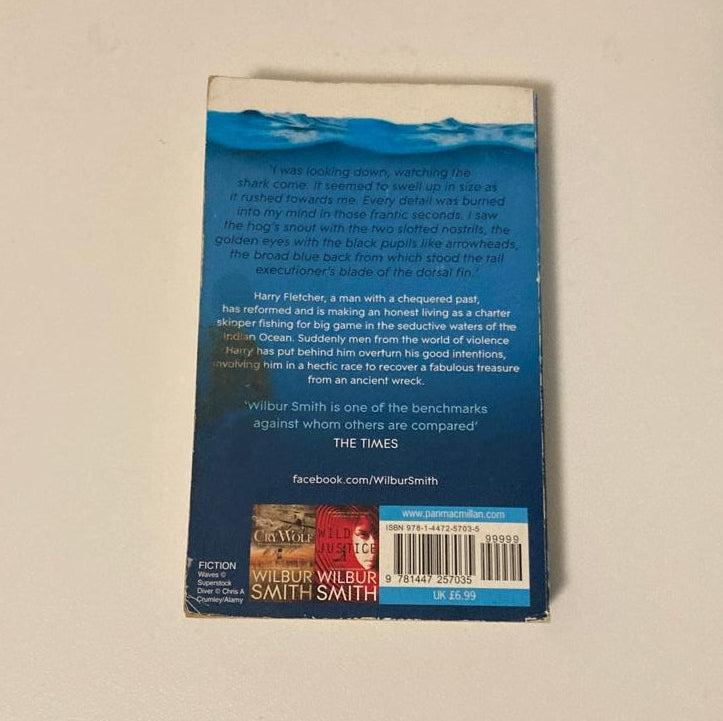 'I was looking down, watching the
shark come. It seemed to swell up in size as
it rushed towards me. Every detail was burned
into my mind in those frantic seconds. I saw
the hog's snout with the two slotted nostrils, the
golden eyes with the black pupils like arrowheads,
the broad blue back from which stood the tall
executioner's blade of the dorsal fin.'
Harry Fletcher, a man with a chequered past,
has reformed and is making an honest living as a charter
skipper fishing for big game in the seductive waters of the
Indian Ocean. Suddenly men from the world of violence
Harry has put behind him overturn his good intentions,
involving him in a hectic race to recover a fabulous treasure
from an ancient wreck.
'Wilbur Smith is one of the benchmarks
against whom others are compared'
THE TIMES
facebook.com/WilburSmith
FICTION
Waves ©
Superstock
Diver © Chris A
Crumley/Alamy
CRY WOLF
WILBUR
SMITH
WILD
JUSTICE
WILBUR
SMITH
www.panmacmillan.com
ISBN 978-1-4472-5703-5
99999
9 781447 257035
UK £6.99